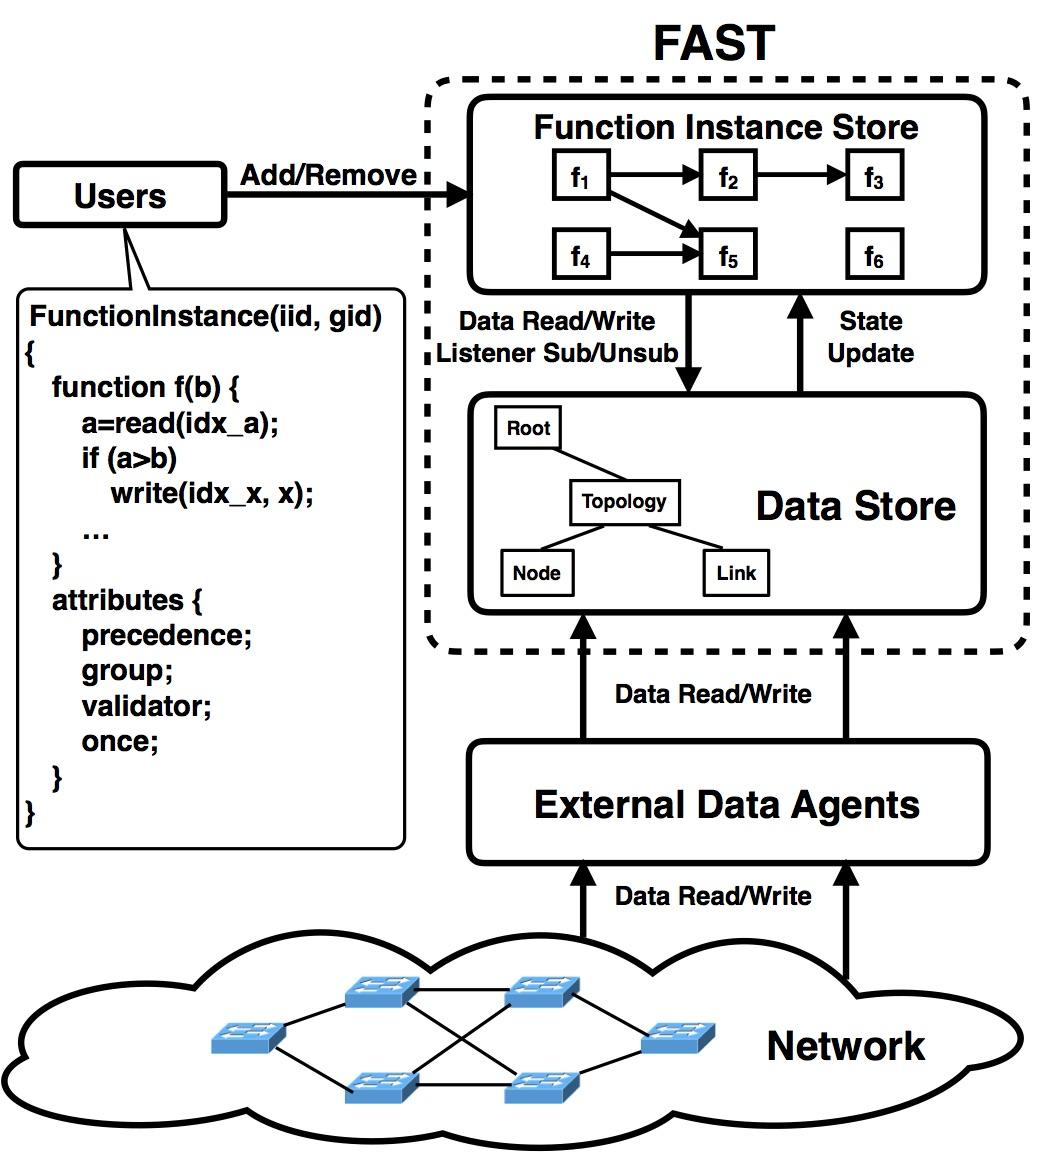 FAST
Function Instance Store
f1
f2
f3
f4
f5
f6
Users
Add/Remove
FunctionInstance(iid, gid)
{
function f(b) {
a=read(idx_a);
if (a>b)
write(idx_x, x);
...
}
attributes {
precedence;
group;
validator;
once;
}
}
Data Read/Write
Listener Sub/Unsub
State
Update
Root
Topology
Node
Link
Data Store
Data Read/Write
External Data Agents
Data Read/Write
Network